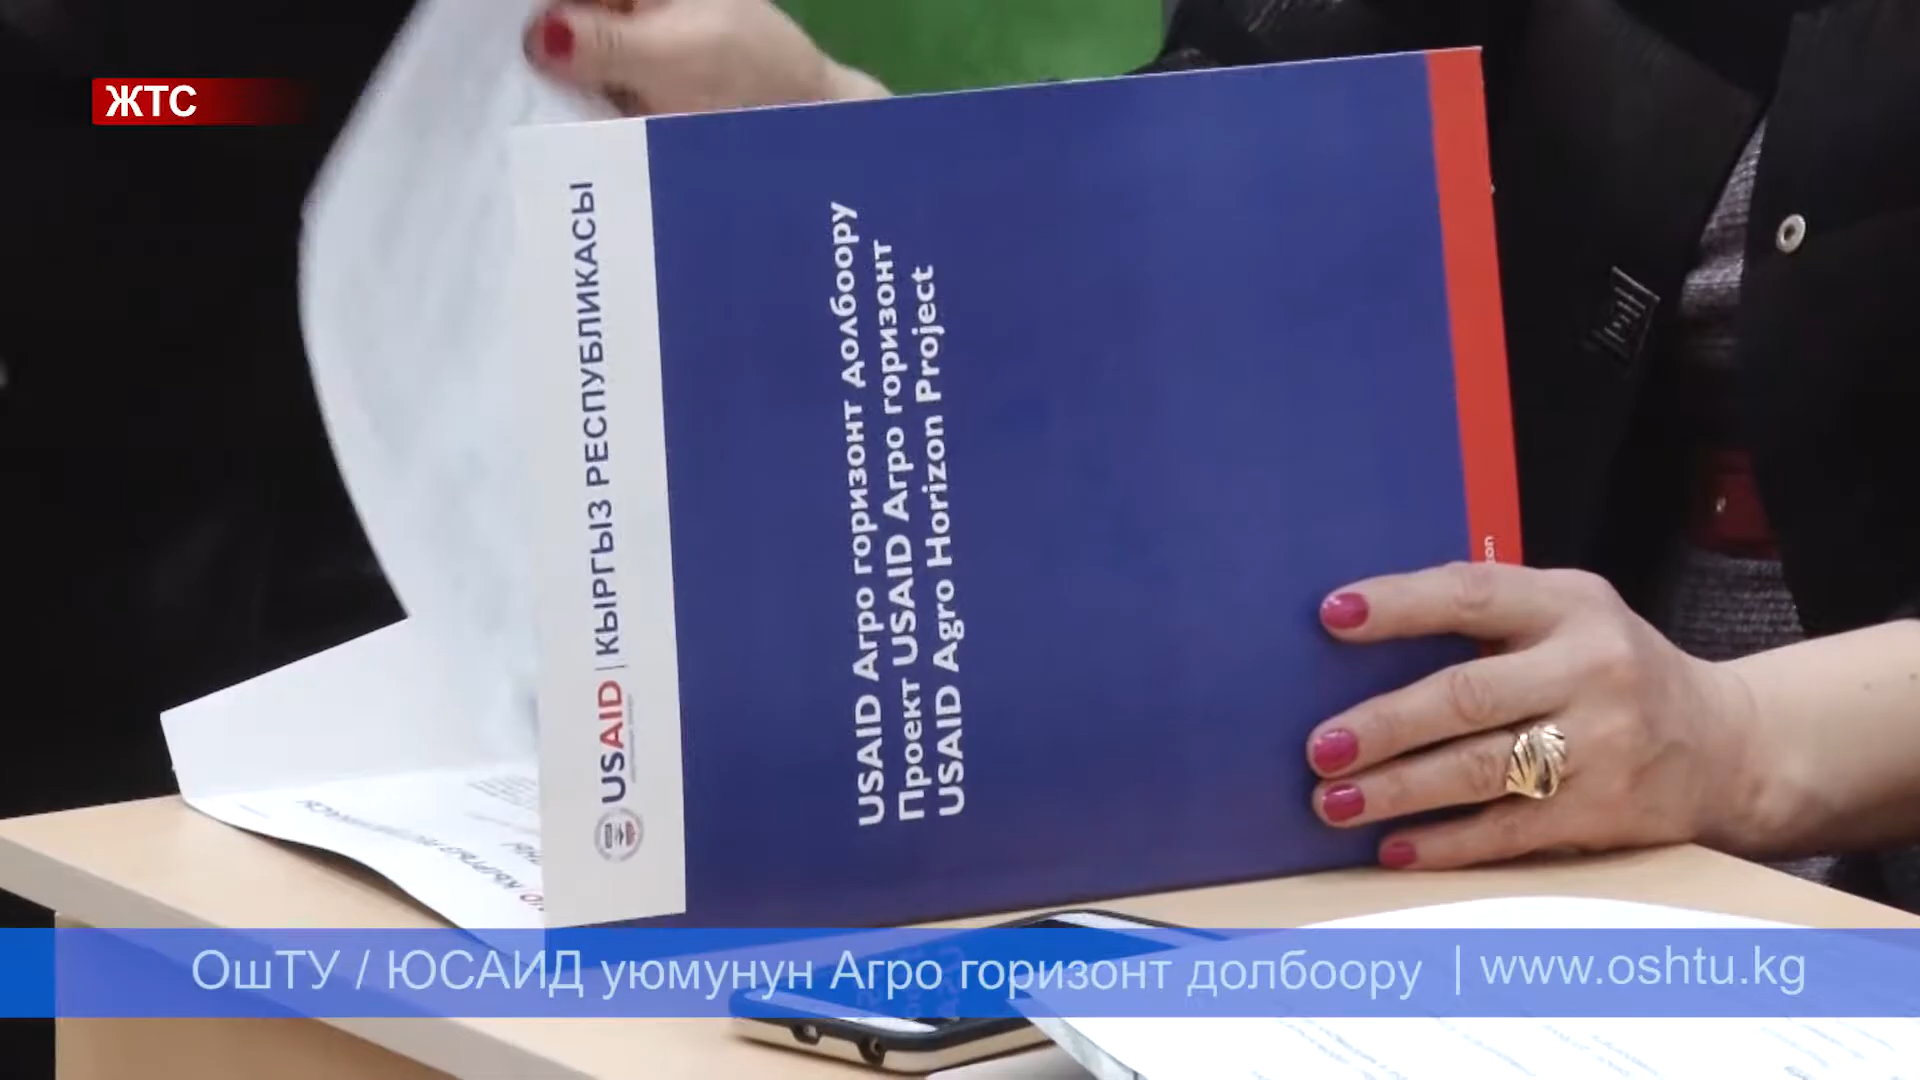 ЖТС
USAID | КЫРГЫЗ РЕСПУБЛИКАСЫ
USAID Агро горизонт долбоору
Проект USAID Агро горизонт
USAID Agro Horizon Project
ОшТУ / ЮСАИД уюмунун Агро горизонт долбоору | www.oshtu.kg